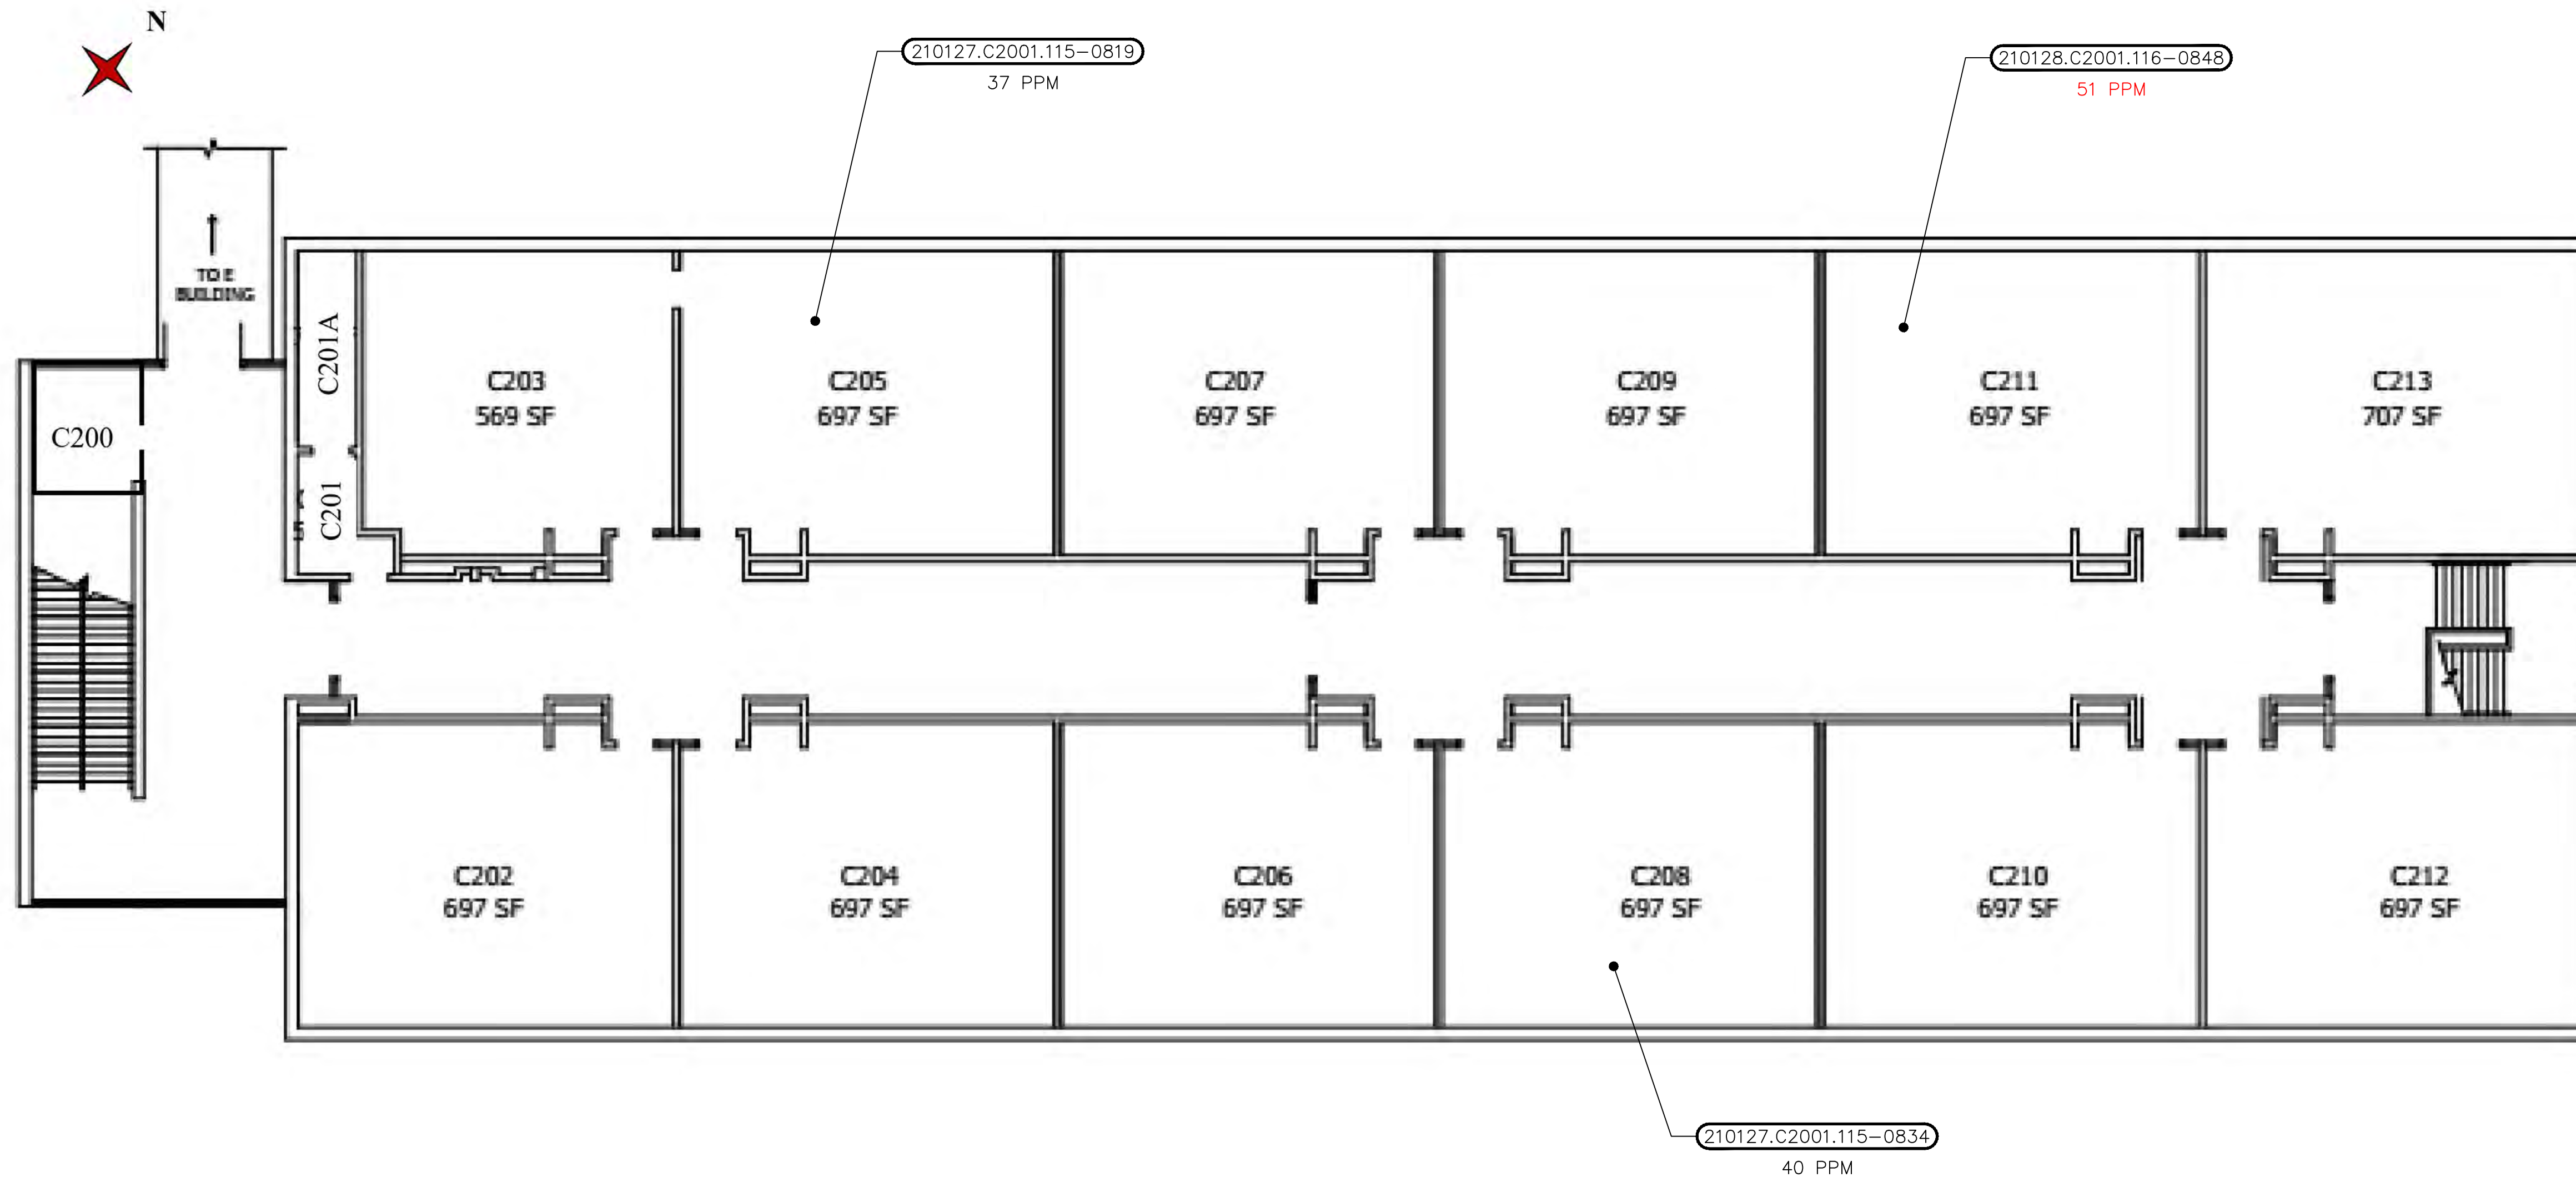 N
210127.C2001.115-0819
37 PPM
210128.C2001.116-0848
51 PPM
TO E
BUILDING
C201A
C201
C200
C203
569 SF
C205
697 SF
C207
697 SF
C209
697 SF
C211
697 SF
C213
707 SF
C202
697 SF
C204
697 SF
C206
697 SF
C208
697 SF
C210
697 SF
C212
697 SF
210127.C2001.115-0834
40 PPM